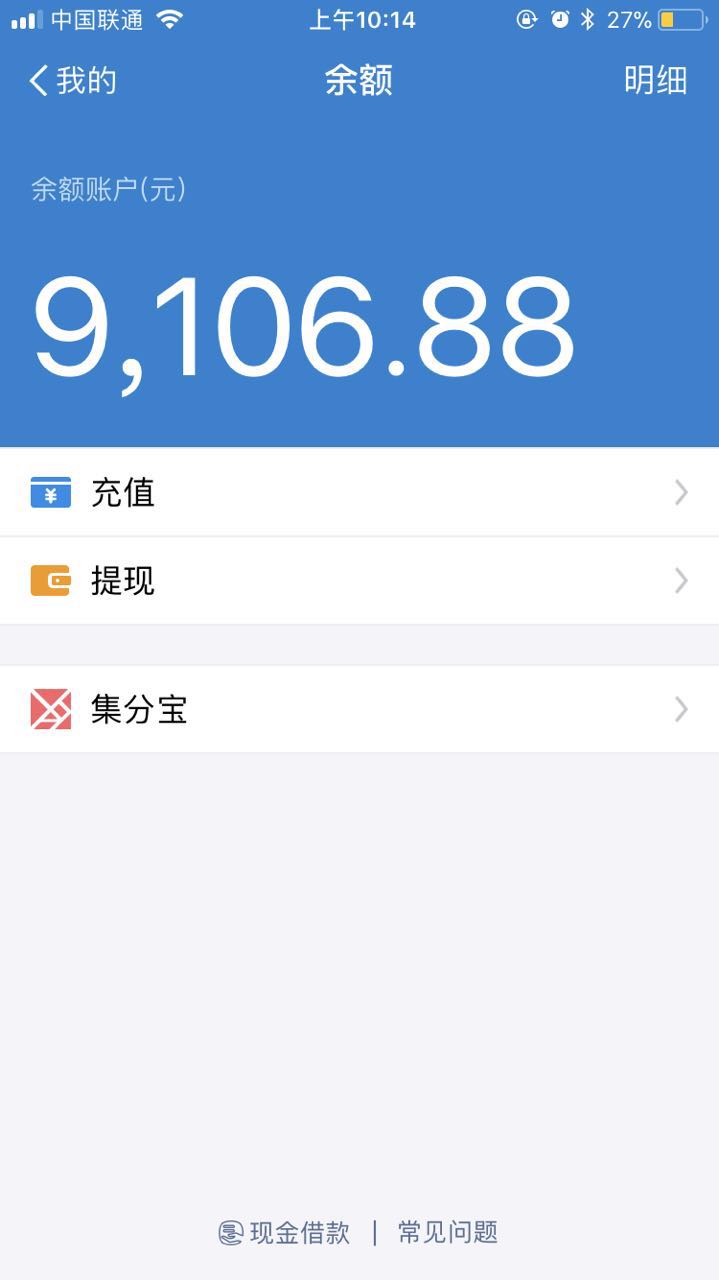 中国联通 上午10:14 27%
我的 余额 明细
余额账户(元)
9,106.88
充值
提现
集分宝
现金借款 | 常见问题